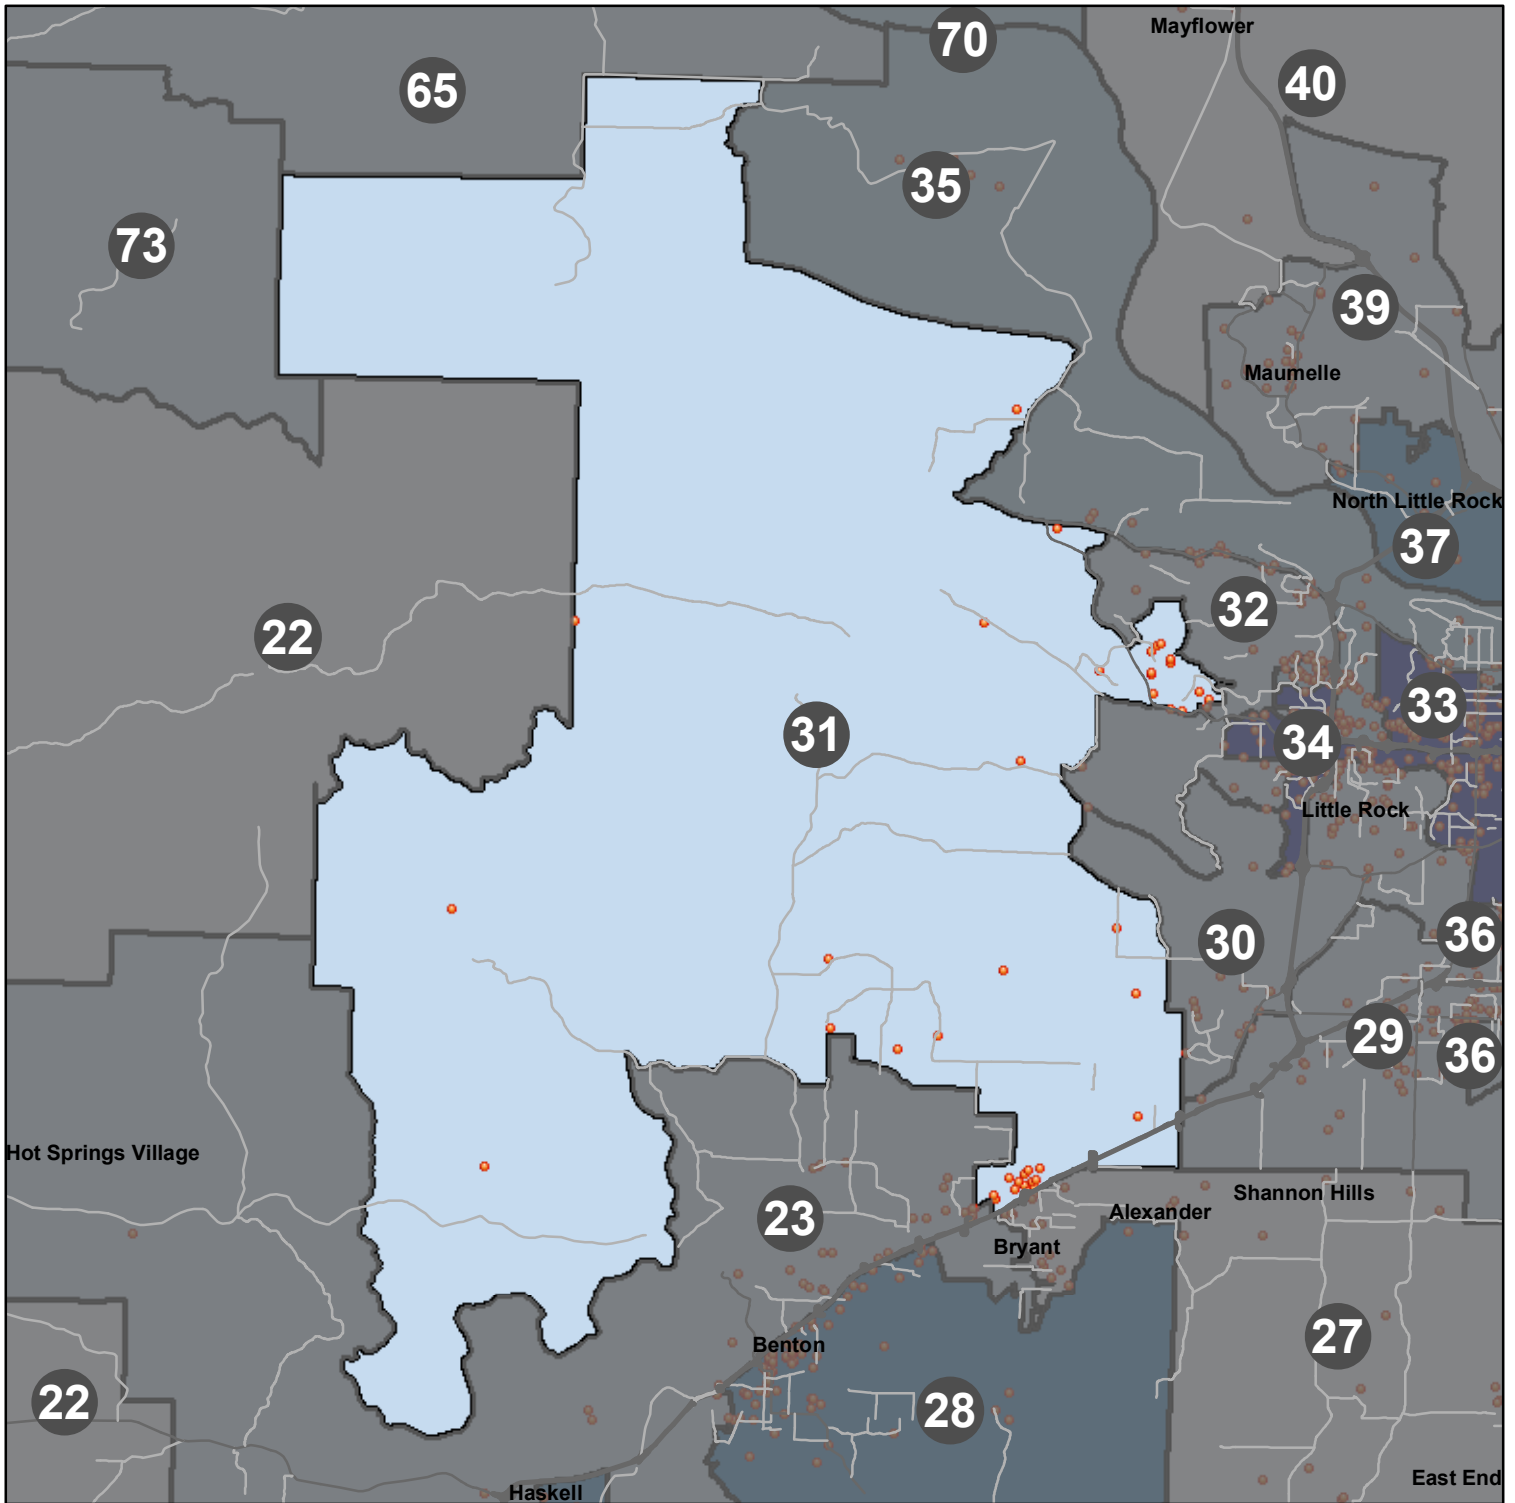 Mayflower
70
65
40
35
73
39
Maumelle
North Little Rock
37
32
22
33
31
34
Little Rock
30
36
29
36
Hot Springs Village
Shannon Hills
23
Alexander
Bryant
27
Benton
22
28
East End
Haskell